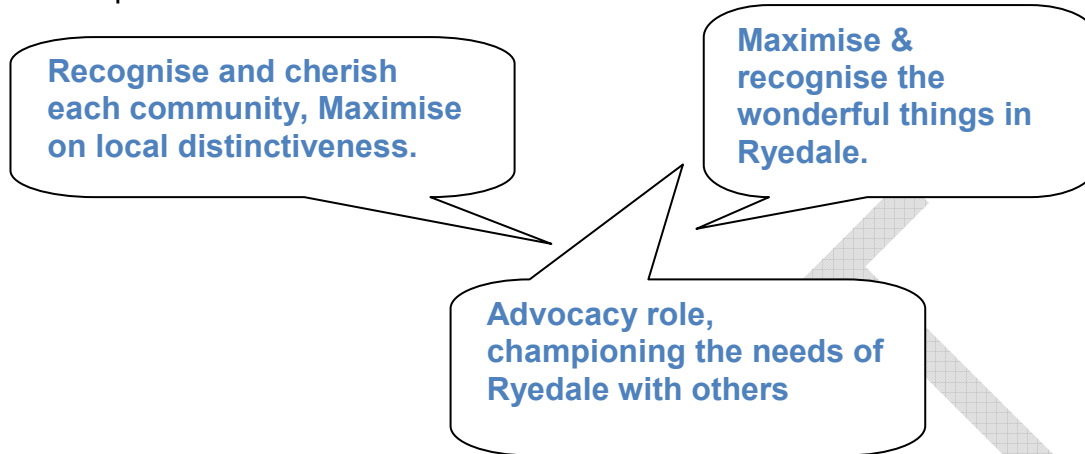 Recognise and cherish
each community, Maximise
on local distinctiveness.
Maximise &
recognise the
wonderful things in
Ryedale.
Advocacy role,
championing the needs of
Ryedale with others